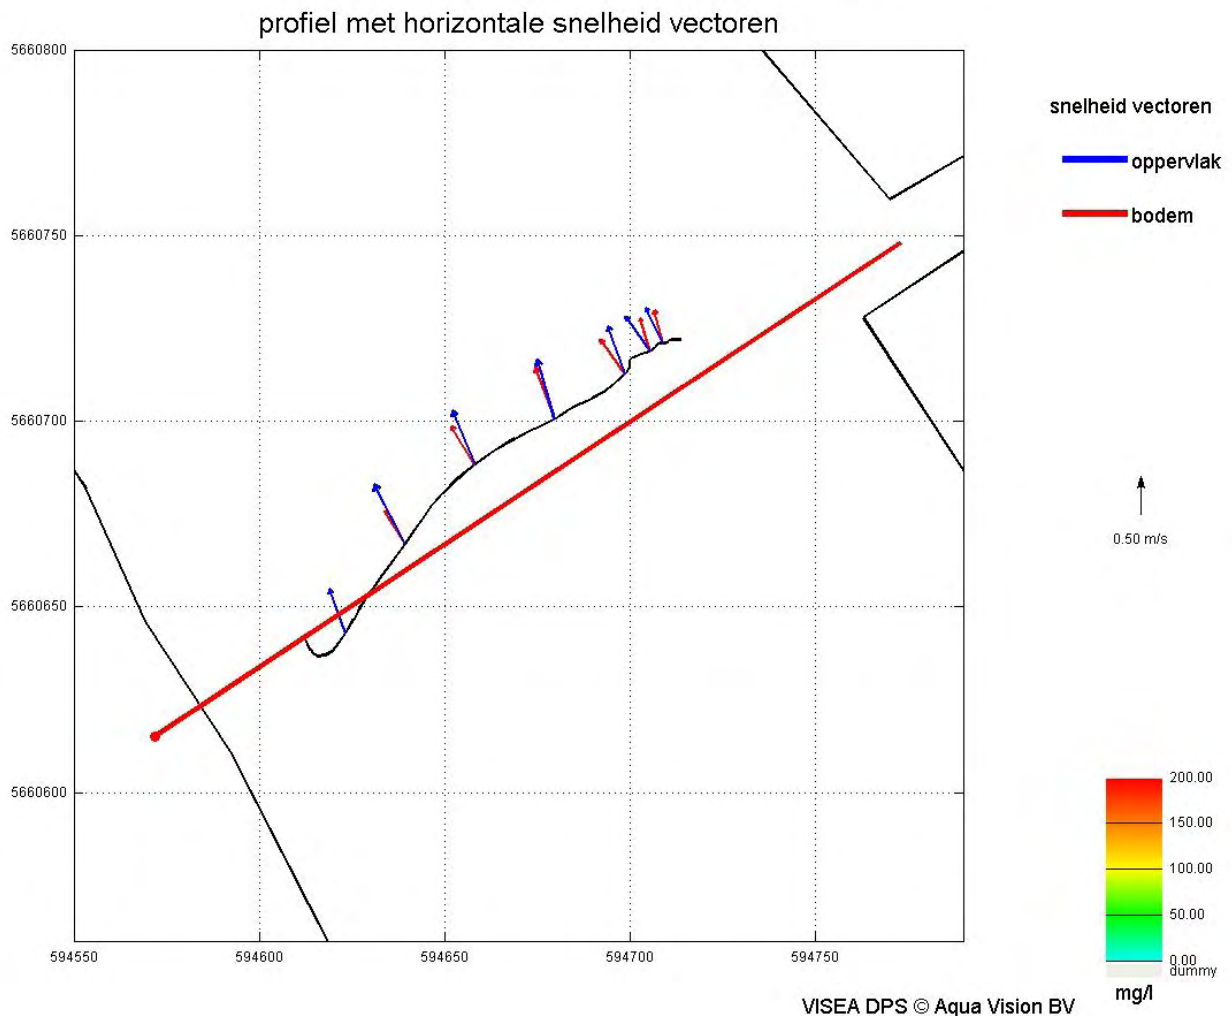 profiel met horizontale snelheid vectoren
5660800
5660750
5660700
5660650
5660600
594550
594600
594650
594700
594750
snelheid vectoren
oppervlak
bodem
0.50 m/s
200.00
150.00
100.00
50.00
0.00
dummy
mg/l
VISEA DPS © Aqua Vision BV